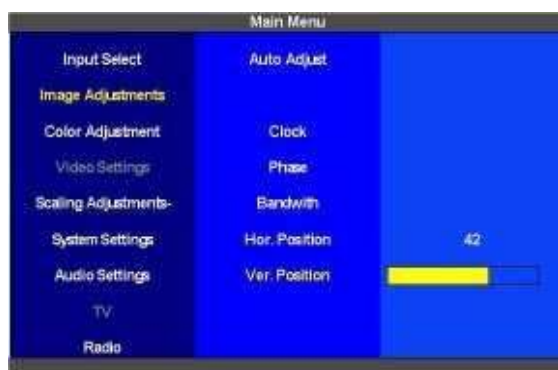 Main Menu
Input Select
Auto Adjust
Image Adjustments
Color Adjustment
Clock
Video Settings
Phase
Scaling Adjustments-
Bandwith
System Settings
Hor. Position
42
Audio Settings
Ver. Position
TV
Radio